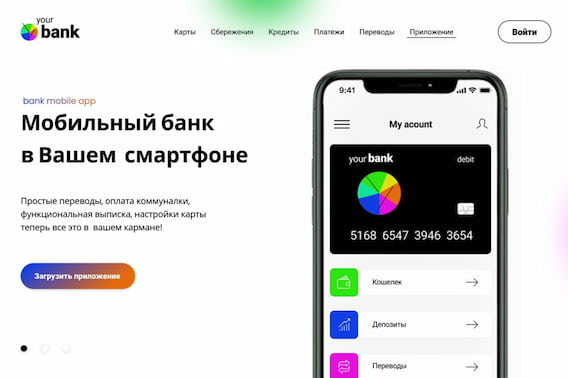 your
bank
Карты Сбережения Кредиты Платежи Переводы Приложение Войти
bank mobile app
Мобильный банк
в Вашем смартфоне
Простые переводы, оплата коммуналки,
функциональная выписка, настройки карты
теперь все это в вашем кармане!
Загрузить приложение
9:41
My acount
your bank debit
5168 6547 3946 3654
Кошелек
Депозиты
Переводы